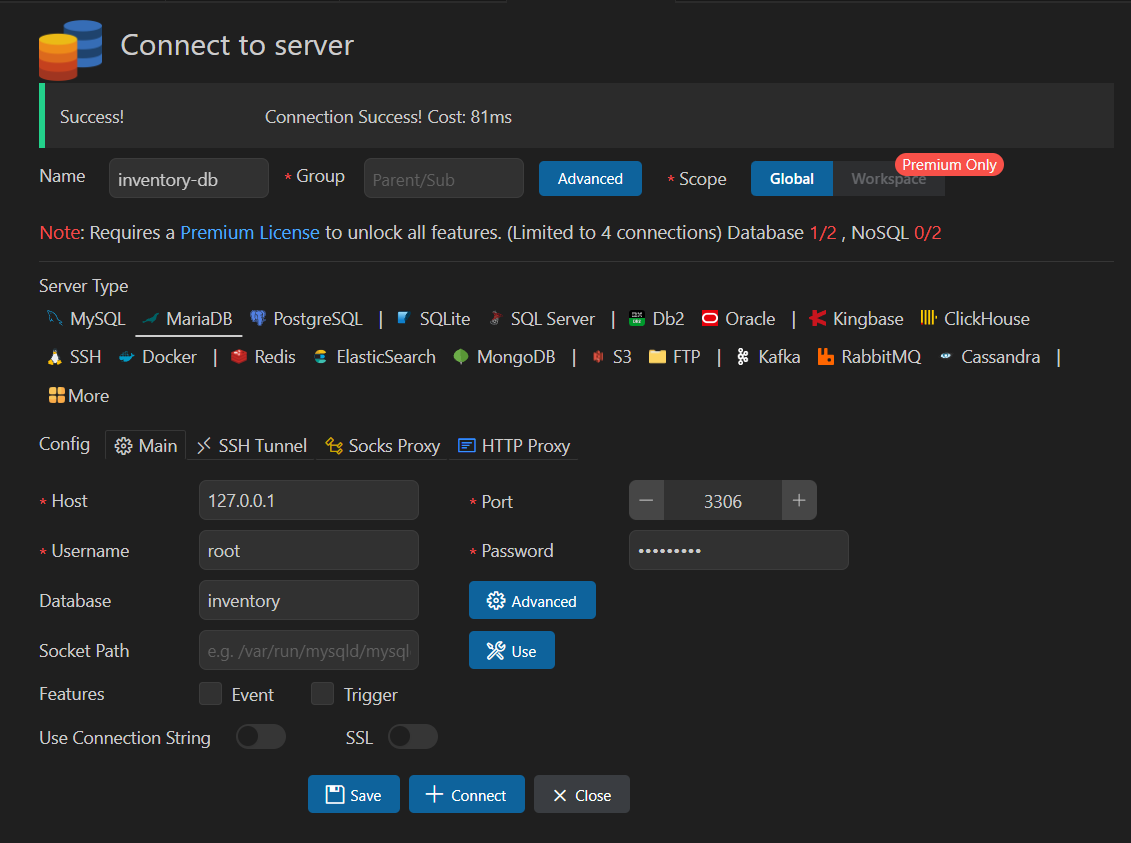 Connect to server
Success! Connection Success! Cost: 81ms
Name inventory-db * Group Parent/Sub Advanced * Scope Global Workspace Premium Only
Note: Requires a Premium License to unlock all features. (Limited to 4 connections) Database 1/2 , NoSQL 0/2
Server Type
MySQL MariaDB PostgreSQL | SQLite SQL Server | Db2 Oracle | Kingbase ClickHouse
SSH Docker | Redis ElasticSearch MongoDB | S3 FTP | Kafka RabbitMQ Cassandra |
More
Config Main SSH Tunnel Socks Proxy HTTP Proxy
* Host 127.0.0.1 * Port − 3306 +
* Username root * Password •••••••••
Database inventory Advanced
Socket Path e.g. /var/run/mysqld/mysql Use
Features Event Trigger
Use Connection String SSL
Save Connect Close